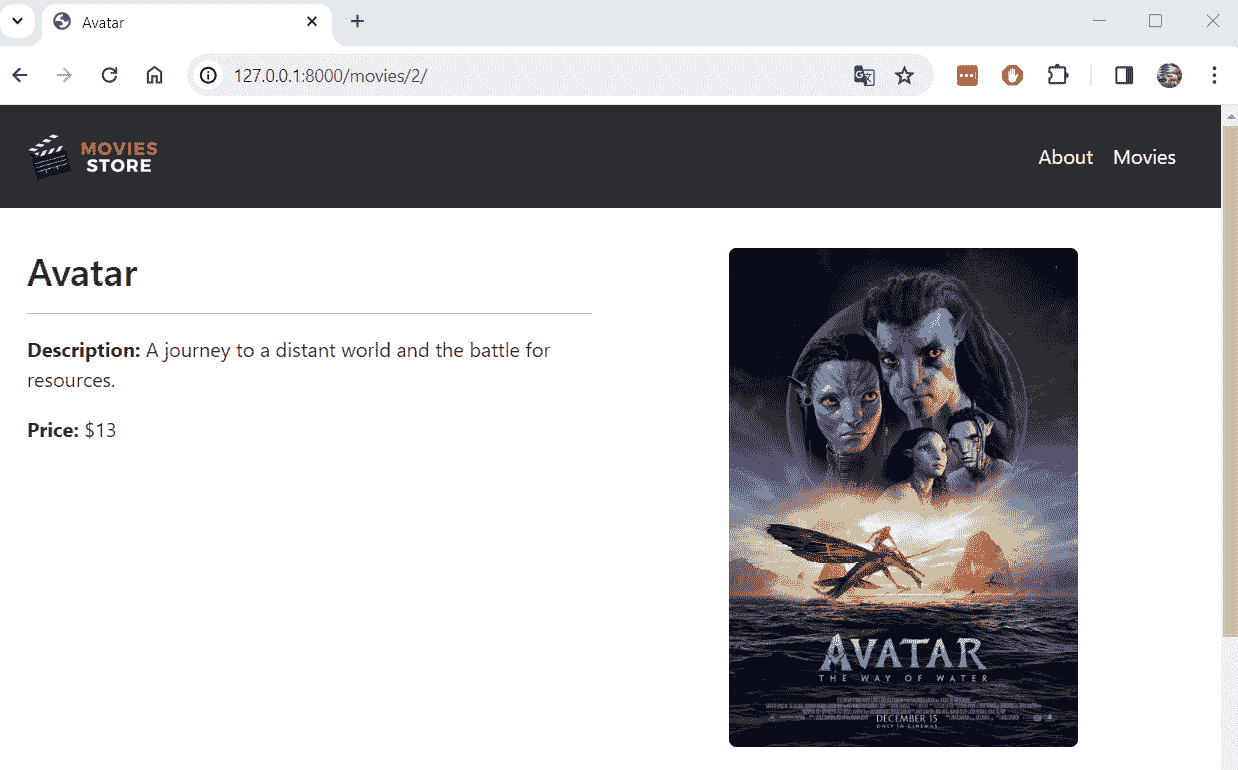 Avatar
127.0.0.1:8000/movies/2/
MOVIES
STORE
About Movies
Avatar
Description: A journey to a distant world and the battle for
resources.
Price: $13
AVATAR
THE WAY OF WATER
DECEMBER 15
ONLY IN CINEMAS